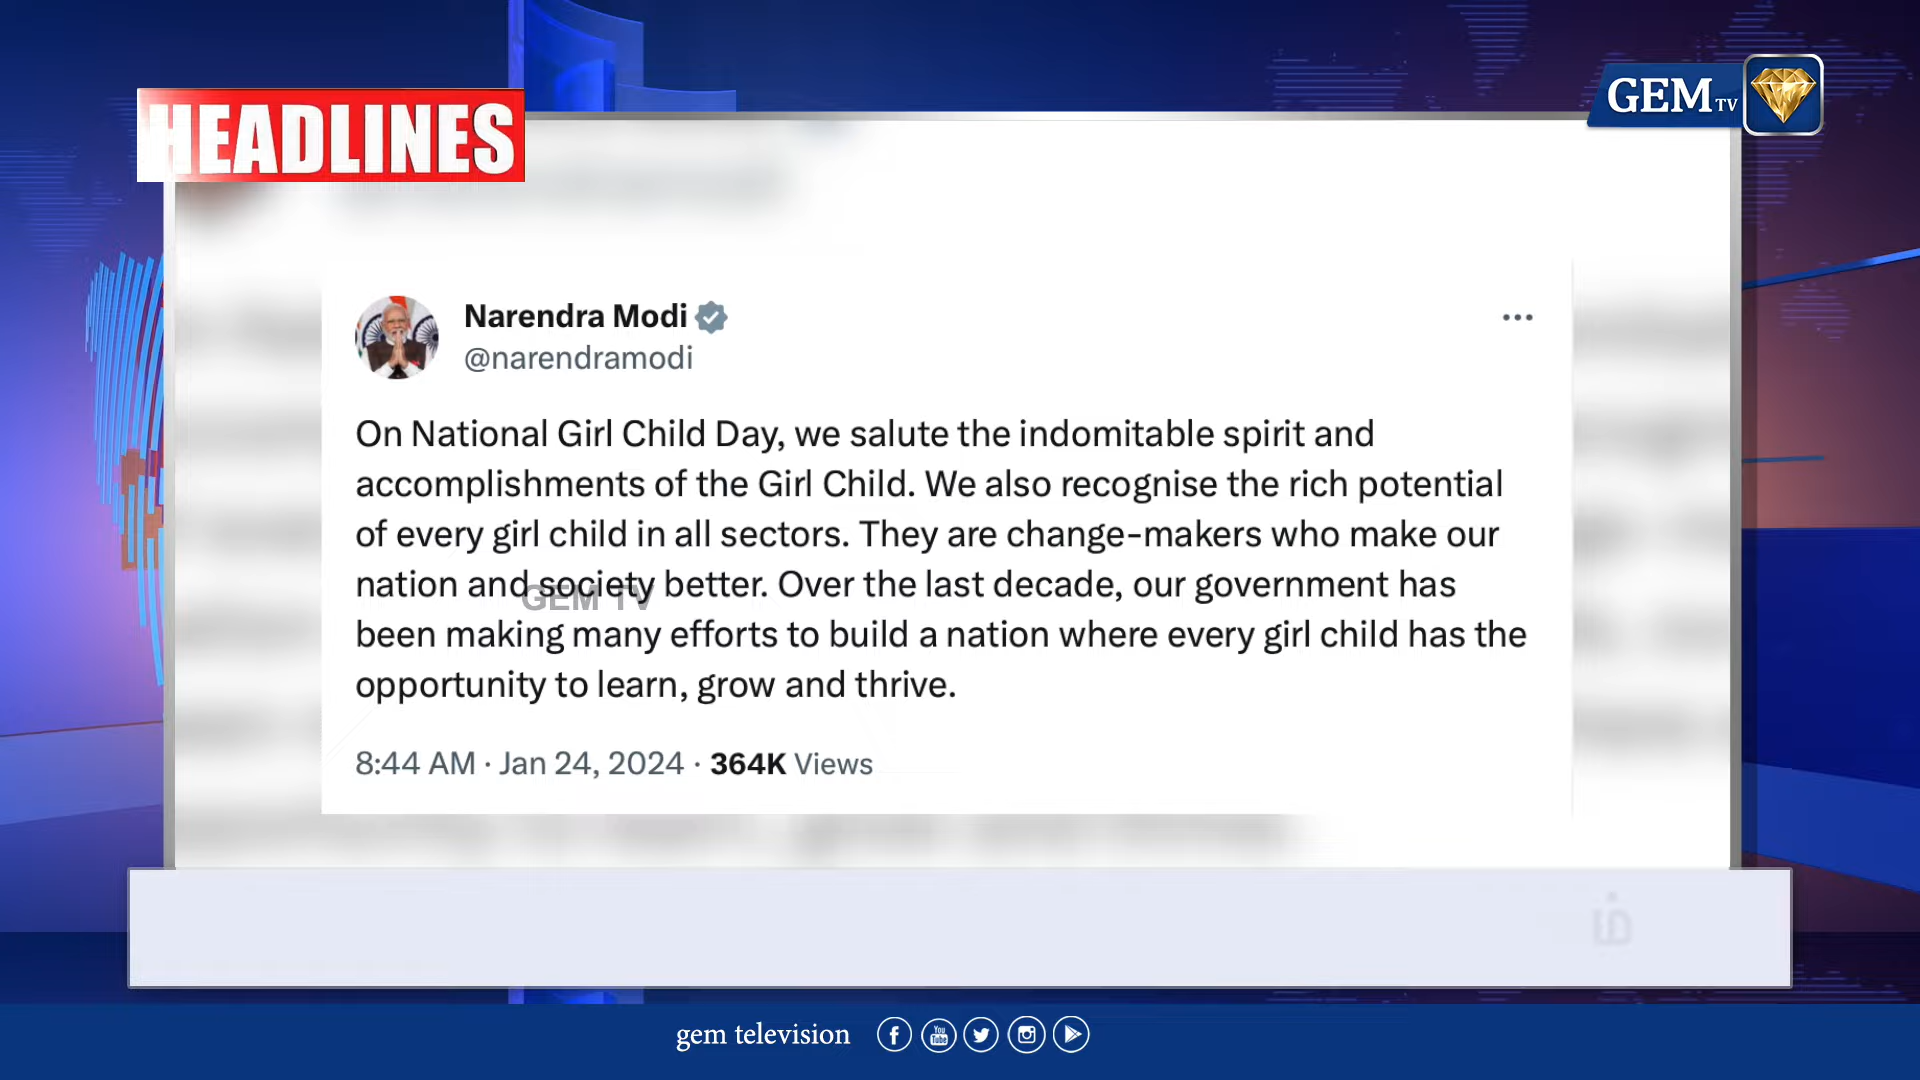 HEADLINES
GEM TV
Narendra Modi
@narendramodi
On National Girl Child Day, we salute the indomitable spirit and
accomplishments of the Girl Child. We also recognise the rich potential
of every girl child in all sectors. They are change-makers who make our
nation and society better. Over the last decade, our government has
been making many efforts to build a nation where every girl child has the
opportunity to learn, grow and thrive.
GEM TV
8:44 AM · Jan 24, 2024 · 364K Views
ம்
gem television